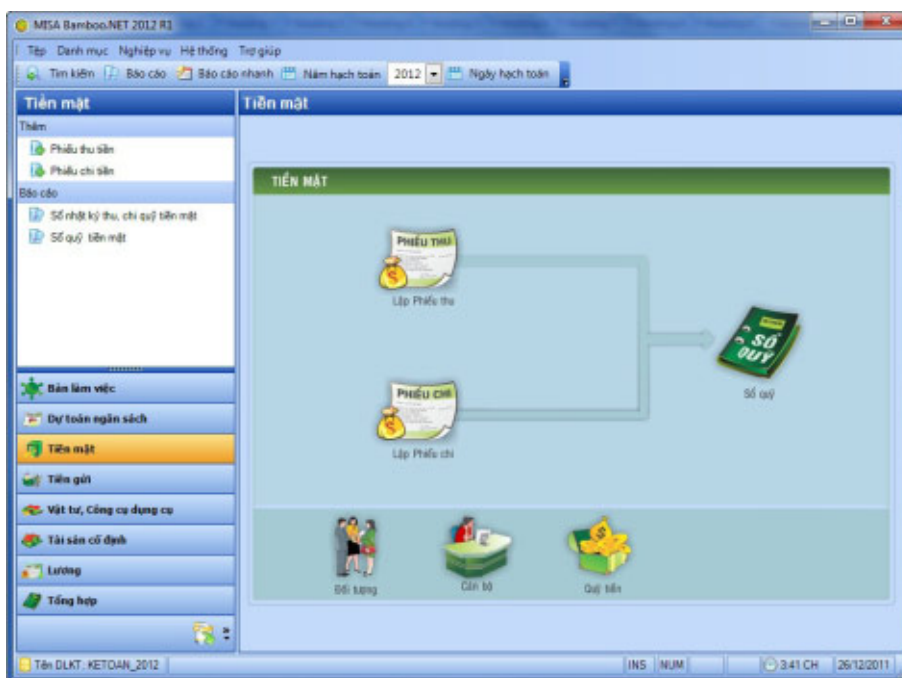 MISA Bamboo.NET 2012 R1
Tệp Danh mục Nghiệp vụ Hệ thống Trợ giúp
Tìm kiếm Báo cáo Báo cáo nhanh Năm hạch toán 2012 Ngày hạch toán
Tiền mặt
Tiền mặt
Thêm
Phiếu thu tiền
Phiếu chi tiền
Báo cáo
Sổ nhật ký thu, chi quỹ tiền mặt
Sổ quỹ tiền mặt
TIỀN MẶT
PHIẾU THU
Lập Phiếu thu
SỔ QUỸ
Sổ quỹ
PHIẾU CHI
Lập Phiếu chi
Đối tượng
Cán bộ
Quỹ tiền
Bàn làm việc
Dự toán ngân sách
Tiền mặt
Tiền gửi
Vật tư, Công cụ dụng cụ
Tài sản cố định
Lương
Tổng hợp
Tên DLKT: KETOAN_2012 INS NUM 3:41 CH 26/12/2011